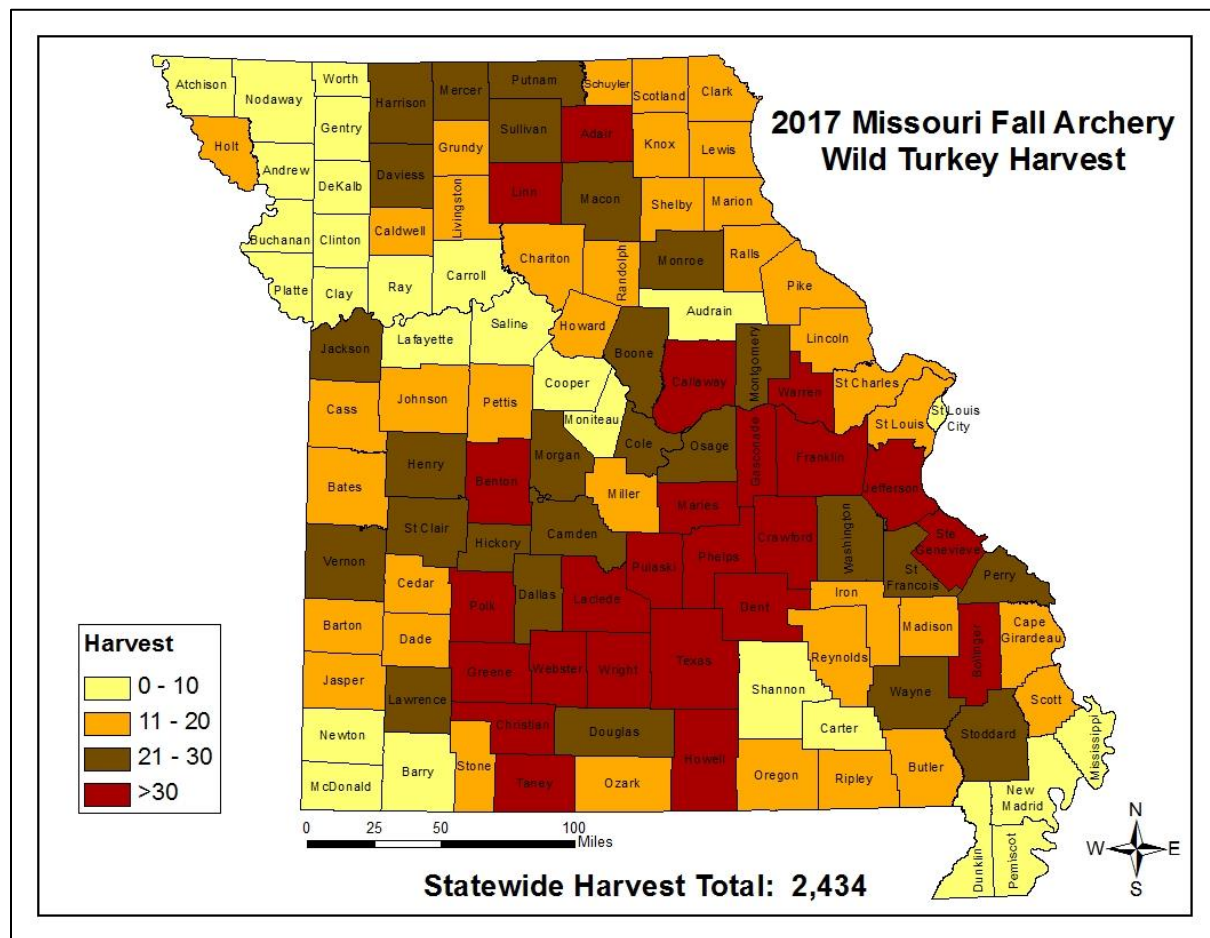 2017 Missouri Fall Archery
Wild Turkey Harvest
Atchison
Nodaway
Worth
Harrison
Mercer
Putnam
Schuyler
Scotland
Clark
Gentry
Sullivan
Adair
Knox
Lewis
Holt
Andrew
DeKalb
Daviess
Grundy
Linn
Macon
Shelby
Marion
Buchanan
Clinton
Caldwell
Livingston
Chariton
Randolph
Monroe
Ralls
Pike
Platte
Clay
Ray
Carroll
Audrain
Saline
Howard
Boone
Lincoln
Jackson
Lafayette
Callaway
Montgomery
Warren
St Charles
Cooper
Cass
Johnson
Pettis
Moniteau
St Louis
St Louis
City
Cole
Osage
Gasconade
Franklin
Henry
Benton
Morgan
Jefferson
Bates
Miller
Maries
St Clair
Hickory
Camden
Pulaski
Phelps
Crawford
Washington
Ste
Genevieve
St
Francois
Perry
Vernon
Cedar
Polk
Dallas
Laclede
Dent
Iron
Madison
Bollinger
Cape
Girardeau
Barton
Dade
Greene
Webster
Wright
Texas
Reynolds
Jasper
Lawrence
Shannon
Wayne
Scott
Christian
Douglas
Carter
Stoddard
Mississippi
Newton
Barry
Stone
Taney
Ozark
Howell
Oregon
Ripley
Butler
McDonald
New
Madrid
Dunklin
Pemiscot
Harvest
0 - 10
11 - 20
21 - 30
>30
0 25 50 100
Miles
N
W E
S
Statewide Harvest Total: 2,434